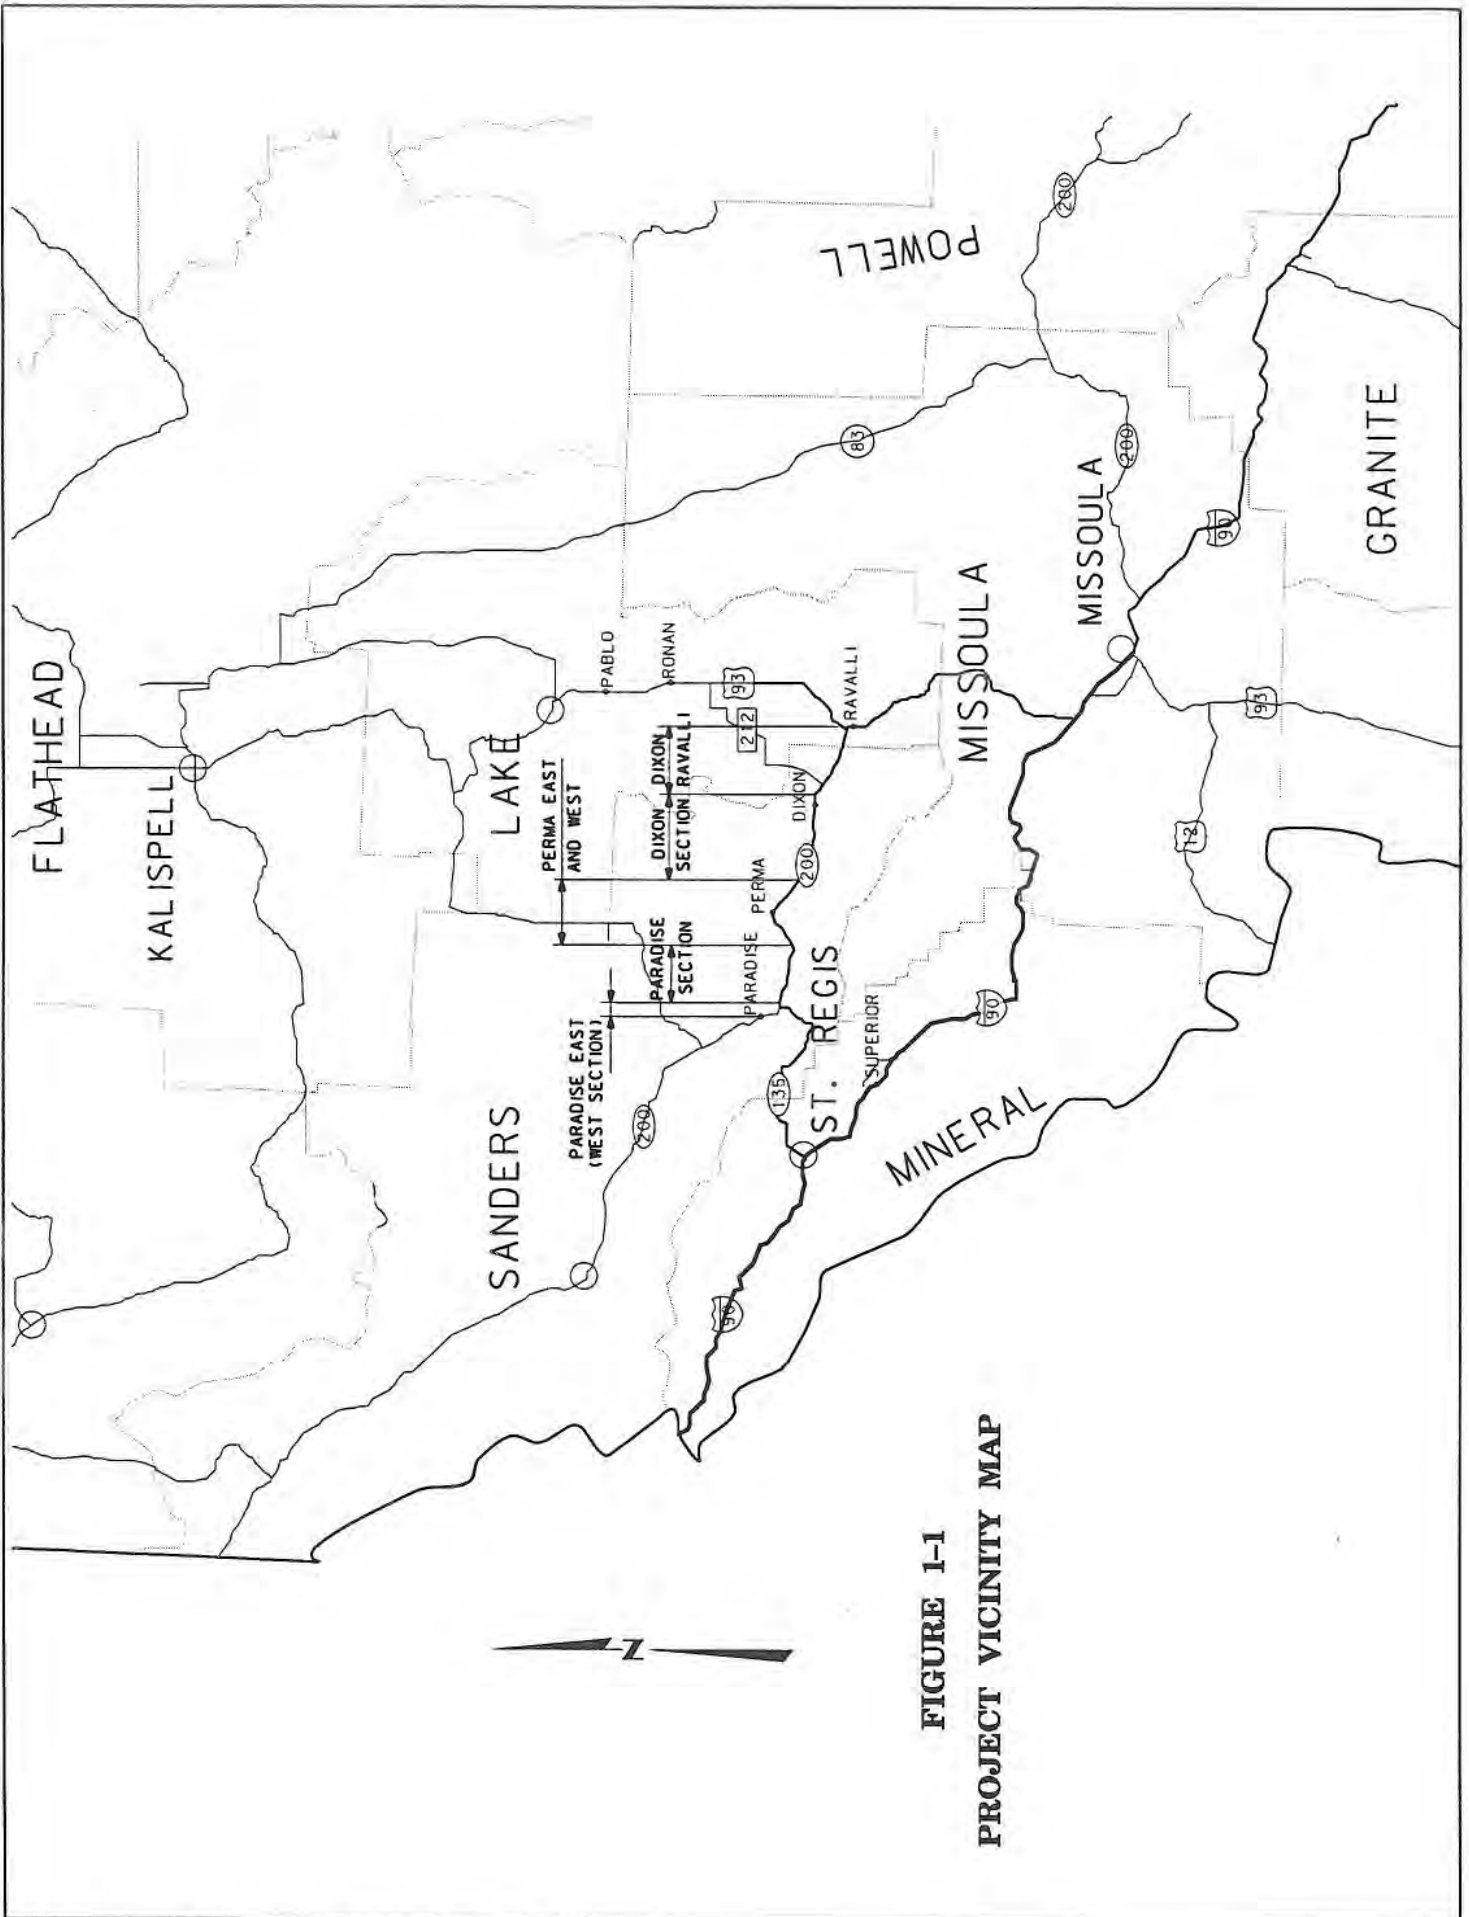 FLATHEAD
KALISPELL
POWELL
LAKE
PABLO
RONAN
93
212
RAVALLI
PERMA EAST
AND WEST
DIXON
SECTION
DIXON
RAVALLI
DIXON
200
PERMA
PARADISE
SECTION
PARADISE
PARADISE EAST
(WEST SECTION)
SANDERS
200
135
ST. REGIS
SUPERIOR
MINERAL
90
90
MISSOULA
MISSOULA
83
200
200
90
93
12
GRANITE
N
FIGURE 1-1
PROJECT VICINITY MAP